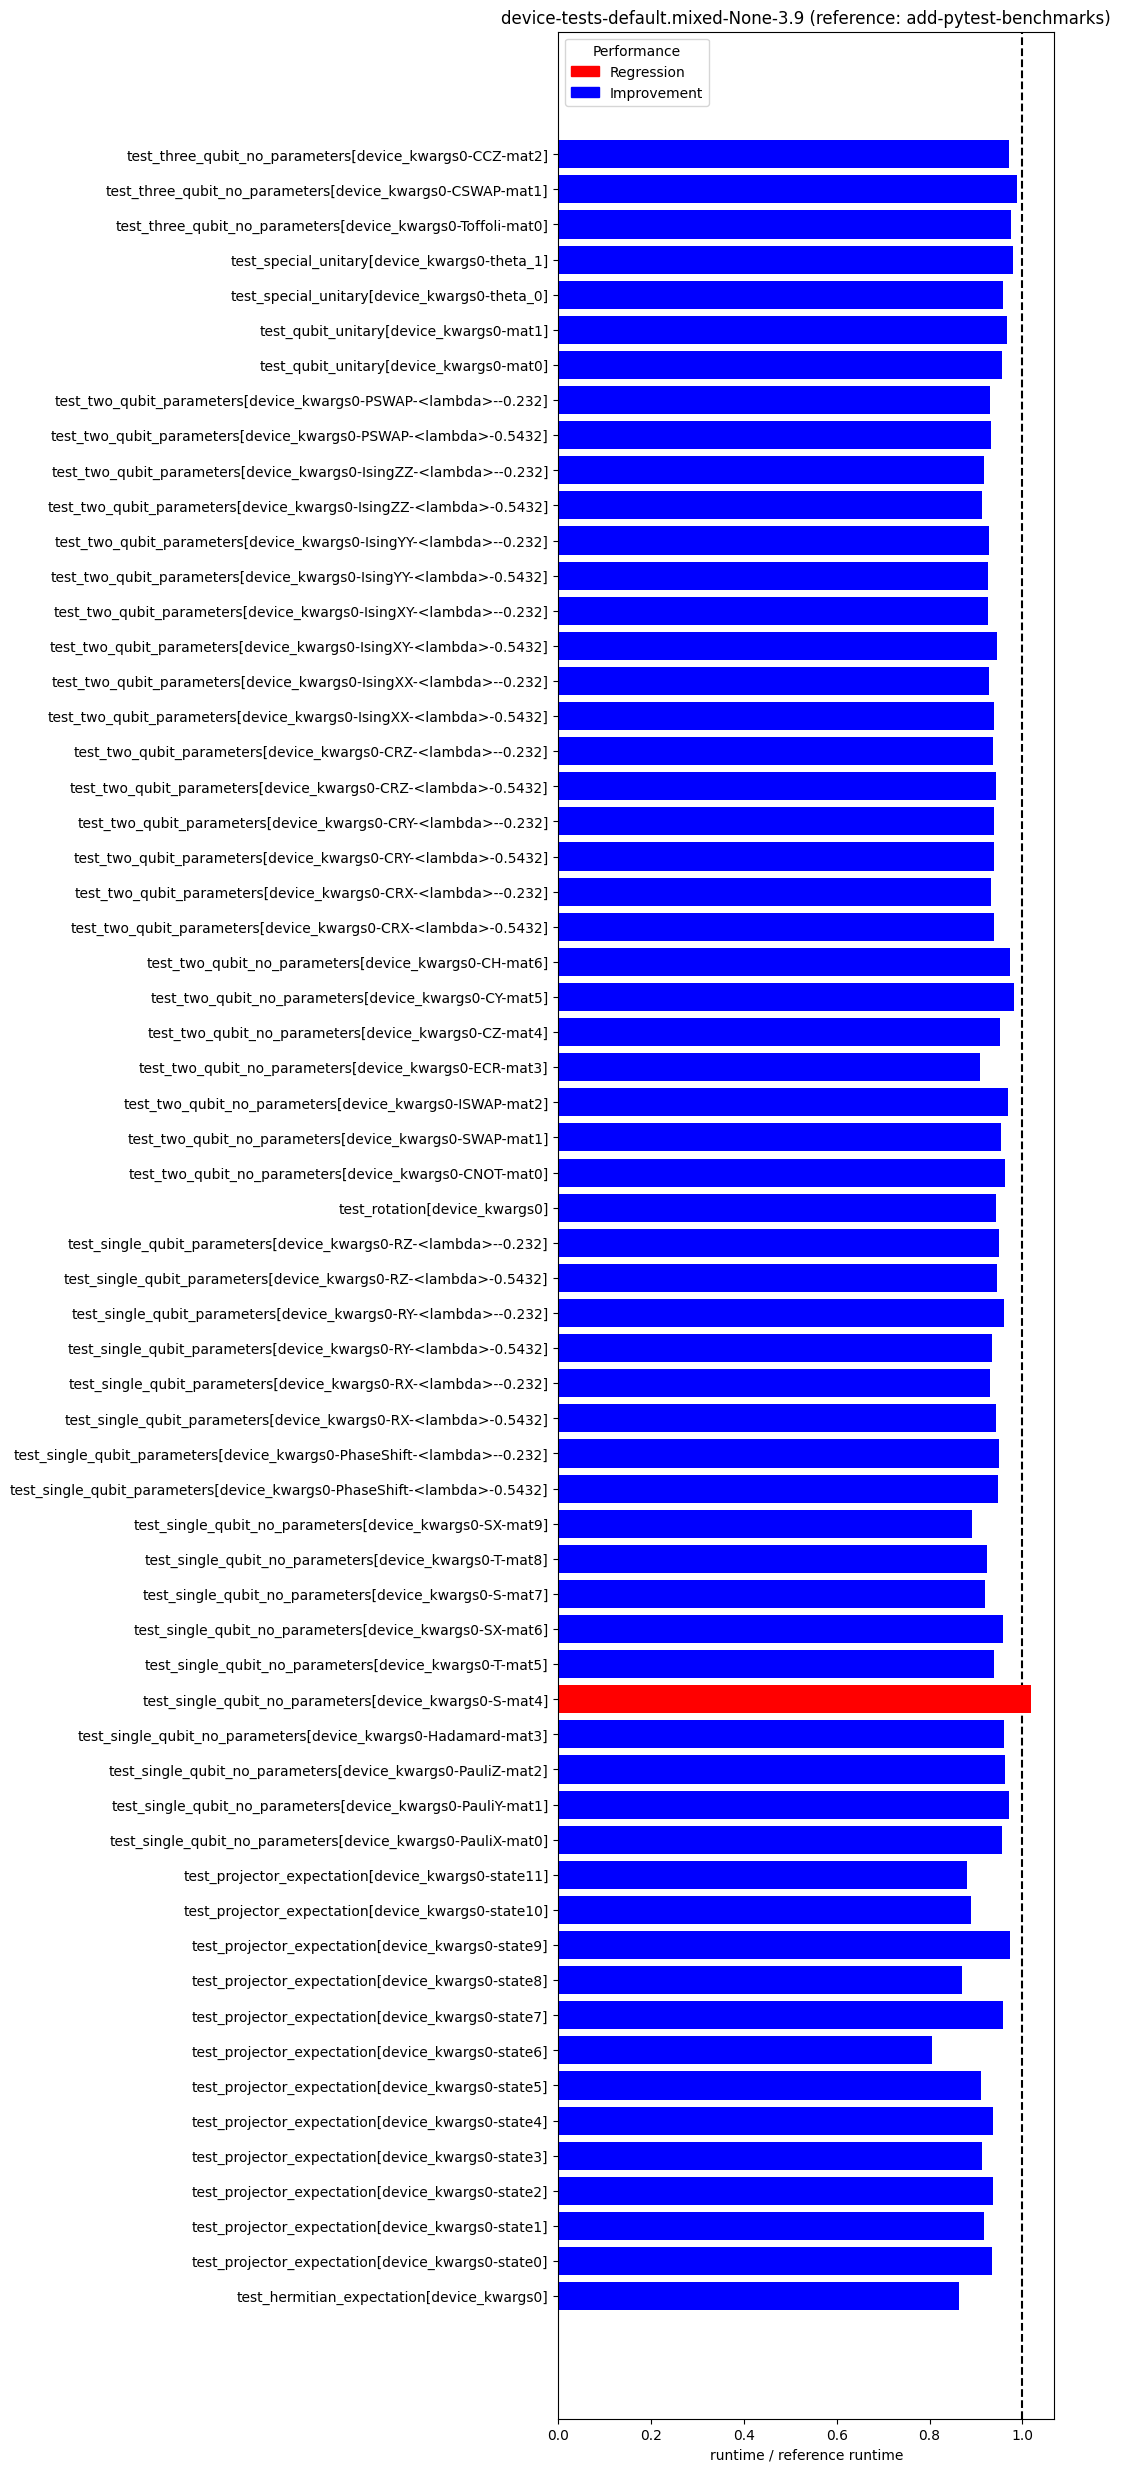 device-tests-default.mixed-None-3.9 (reference: add-pytest-benchmarks)
Performance
Regression
Improvement
test_three_qubit_no_parameters[device_kwargs0-CCZ-mat2]
test_three_qubit_no_parameters[device_kwargs0-CSWAP-mat1]
test_three_qubit_no_parameters[device_kwargs0-Toffoli-mat0]
test_special_unitary[device_kwargs0-theta_1]
test_special_unitary[device_kwargs0-theta_0]
test_qubit_unitary[device_kwargs0-mat1]
test_qubit_unitary[device_kwargs0-mat0]
test_two_qubit_parameters[device_kwargs0-PSWAP-<lambda>--0.232]
test_two_qubit_parameters[device_kwargs0-PSWAP-<lambda>-0.5432]
test_two_qubit_parameters[device_kwargs0-IsingZZ-<lambda>--0.232]
test_two_qubit_parameters[device_kwargs0-IsingZZ-<lambda>-0.5432]
test_two_qubit_parameters[device_kwargs0-IsingYY-<lambda>--0.232]
test_two_qubit_parameters[device_kwargs0-IsingYY-<lambda>-0.5432]
test_two_qubit_parameters[device_kwargs0-IsingXY-<lambda>--0.232]
test_two_qubit_parameters[device_kwargs0-IsingXY-<lambda>-0.5432]
test_two_qubit_parameters[device_kwargs0-IsingXX-<lambda>--0.232]
test_two_qubit_parameters[device_kwargs0-IsingXX-<lambda>-0.5432]
test_two_qubit_parameters[device_kwargs0-CRZ-<lambda>--0.232]
test_two_qubit_parameters[device_kwargs0-CRZ-<lambda>-0.5432]
test_two_qubit_parameters[device_kwargs0-CRY-<lambda>--0.232]
test_two_qubit_parameters[device_kwargs0-CRY-<lambda>-0.5432]
test_two_qubit_parameters[device_kwargs0-CRX-<lambda>--0.232]
test_two_qubit_parameters[device_kwargs0-CRX-<lambda>-0.5432]
test_two_qubit_no_parameters[device_kwargs0-CH-mat6]
test_two_qubit_no_parameters[device_kwargs0-CY-mat5]
test_two_qubit_no_parameters[device_kwargs0-CZ-mat4]
test_two_qubit_no_parameters[device_kwargs0-ECR-mat3]
test_two_qubit_no_parameters[device_kwargs0-ISWAP-mat2]
test_two_qubit_no_parameters[device_kwargs0-SWAP-mat1]
test_two_qubit_no_parameters[device_kwargs0-CNOT-mat0]
test_rotation[device_kwargs0]
test_single_qubit_parameters[device_kwargs0-RZ-<lambda>--0.232]
test_single_qubit_parameters[device_kwargs0-RZ-<lambda>-0.5432]
test_single_qubit_parameters[device_kwargs0-RY-<lambda>--0.232]
test_single_qubit_parameters[device_kwargs0-RY-<lambda>-0.5432]
test_single_qubit_parameters[device_kwargs0-RX-<lambda>--0.232]
test_single_qubit_parameters[device_kwargs0-RX-<lambda>-0.5432]
test_single_qubit_parameters[device_kwargs0-PhaseShift-<lambda>--0.232]
test_single_qubit_parameters[device_kwargs0-PhaseShift-<lambda>-0.5432]
test_single_qubit_no_parameters[device_kwargs0-SX-mat9]
test_single_qubit_no_parameters[device_kwargs0-T-mat8]
test_single_qubit_no_parameters[device_kwargs0-S-mat7]
test_single_qubit_no_parameters[device_kwargs0-SX-mat6]
test_single_qubit_no_parameters[device_kwargs0-T-mat5]
test_single_qubit_no_parameters[device_kwargs0-S-mat4]
test_single_qubit_no_parameters[device_kwargs0-Hadamard-mat3]
test_single_qubit_no_parameters[device_kwargs0-PauliZ-mat2]
test_single_qubit_no_parameters[device_kwargs0-PauliY-mat1]
test_single_qubit_no_parameters[device_kwargs0-PauliX-mat0]
test_projector_expectation[device_kwargs0-state11]
test_projector_expectation[device_kwargs0-state10]
test_projector_expectation[device_kwargs0-state9]
test_projector_expectation[device_kwargs0-state8]
test_projector_expectation[device_kwargs0-state7]
test_projector_expectation[device_kwargs0-state6]
test_projector_expectation[device_kwargs0-state5]
test_projector_expectation[device_kwargs0-state4]
test_projector_expectation[device_kwargs0-state3]
test_projector_expectation[device_kwargs0-state2]
test_projector_expectation[device_kwargs0-state1]
test_projector_expectation[device_kwargs0-state0]
test_hermitian_expectation[device_kwargs0]
0.0 0.2 0.4 0.6 0.8 1.0
runtime / reference runtime